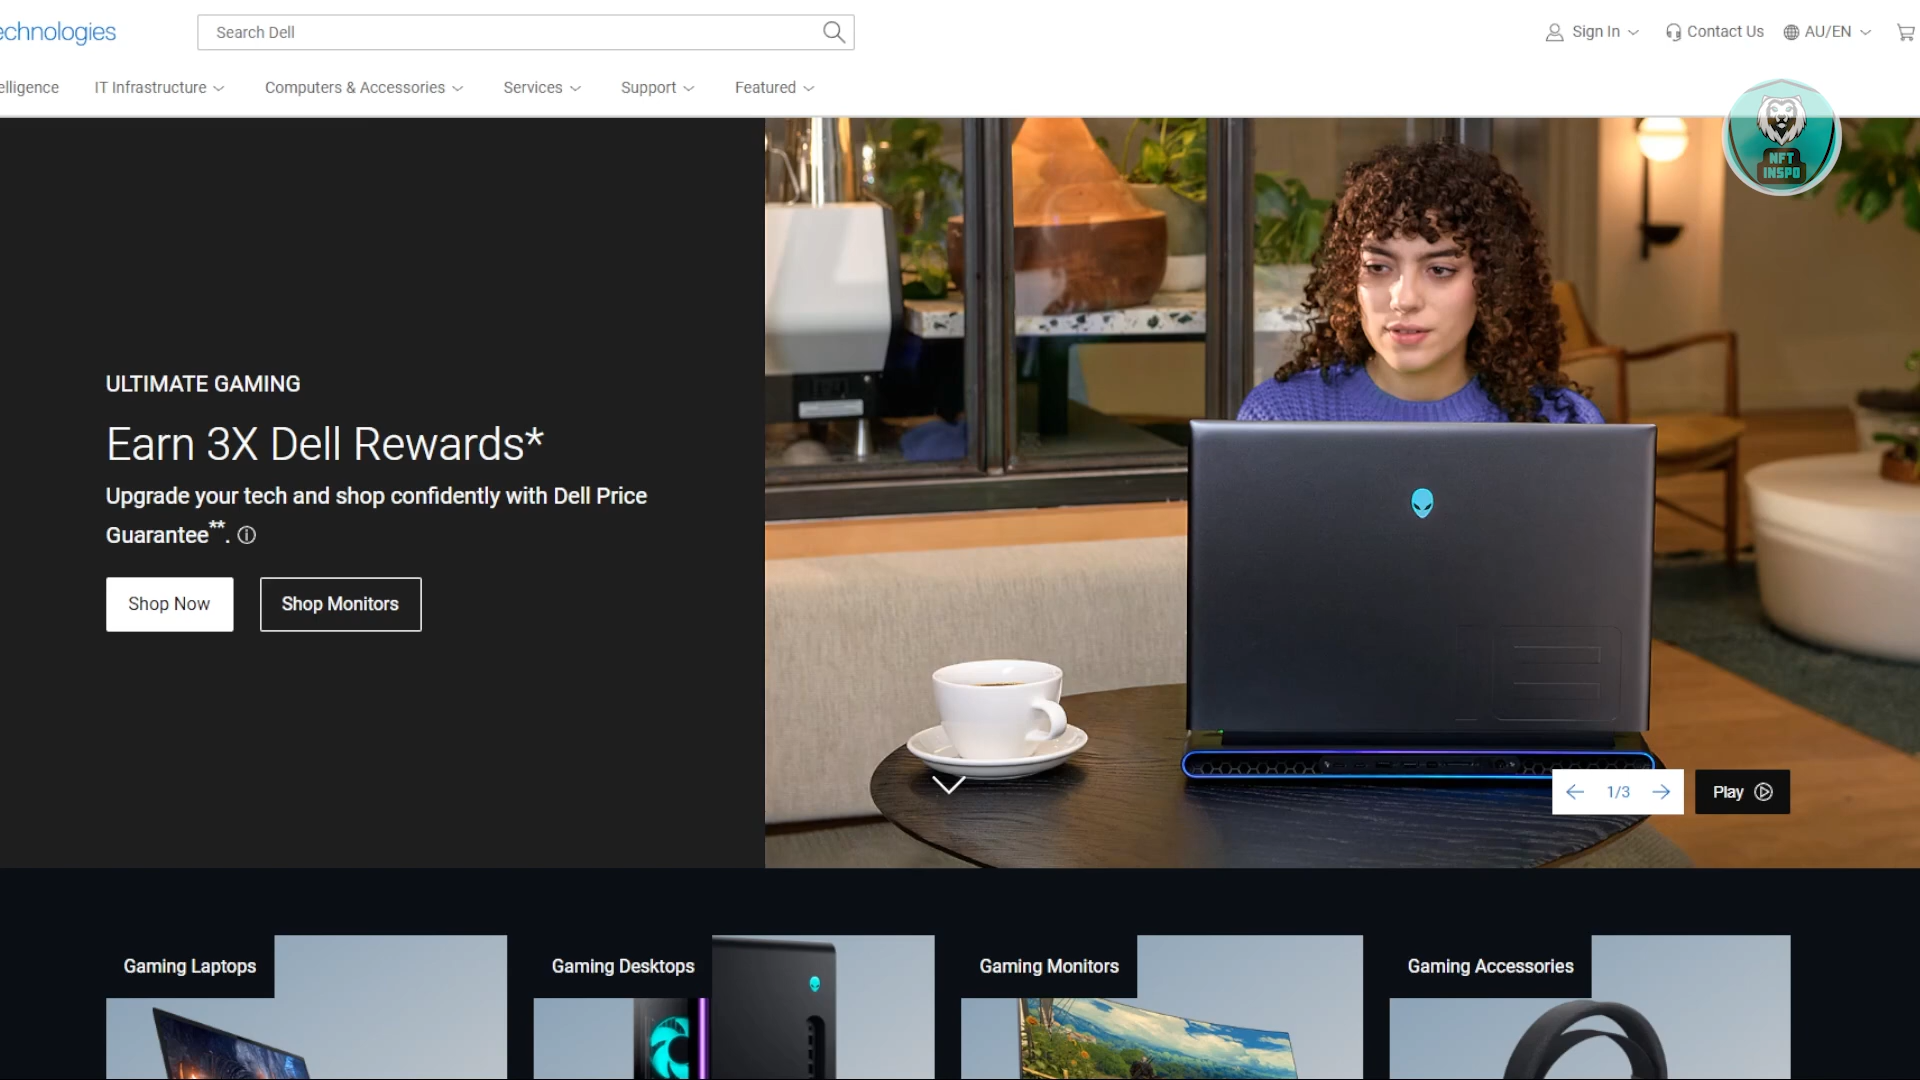 echnologies
Search Dell
Sign In
Contact Us
AU/EN
elligence
IT Infrastructure
Computers & Accessories
Services
Support
Featured
NFT
INSPO
ULTIMATE GAMING
Earn 3X Dell Rewards*
Upgrade your tech and shop confidently with Dell Price
Guarantee**.
Shop Now
Shop Monitors
1/3
Play
Gaming Laptops
Gaming Desktops
Gaming Monitors
Gaming Accessories